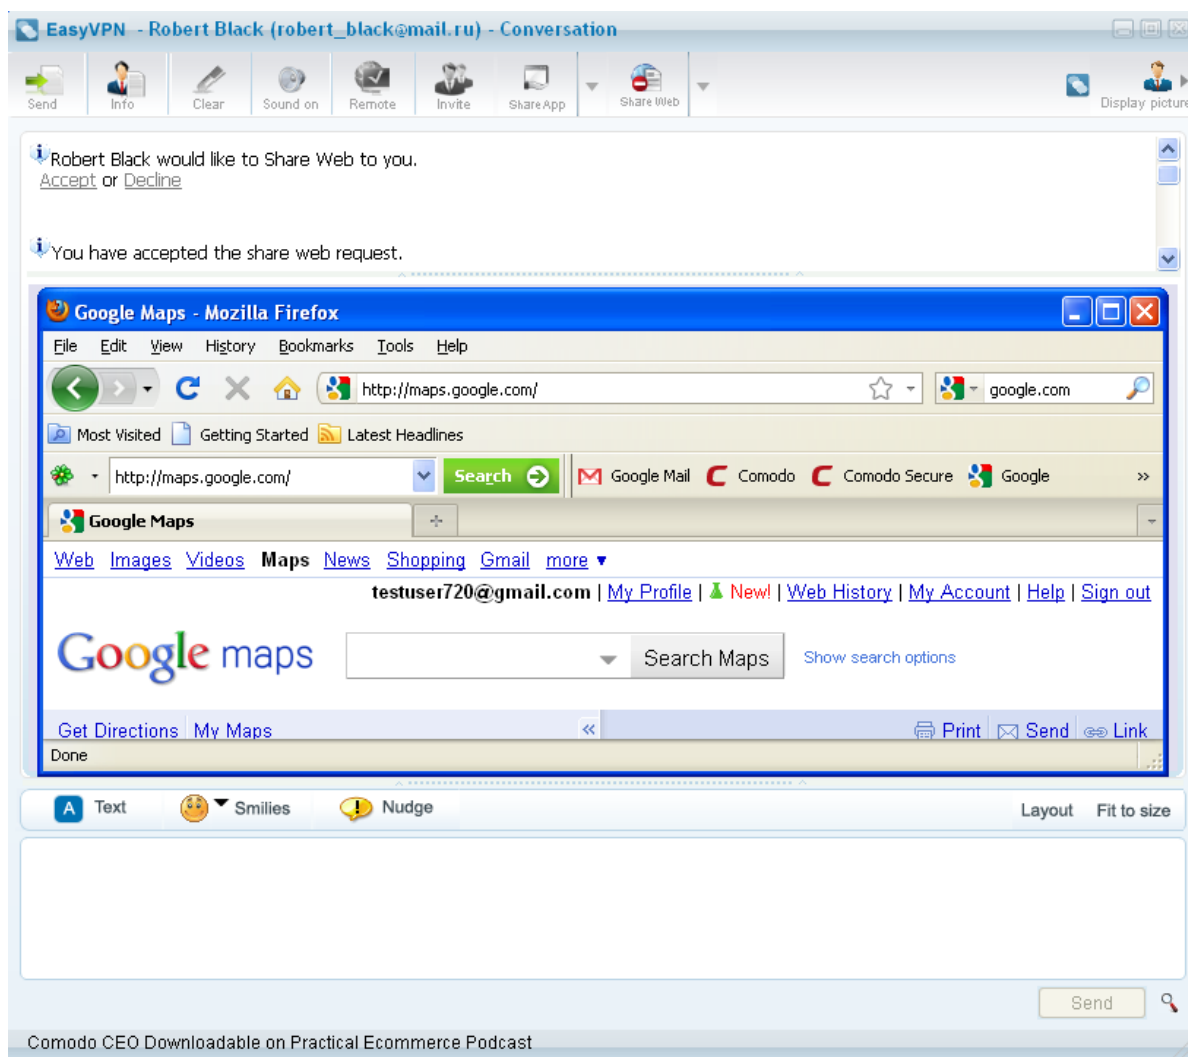 EasyVPN - Robert Black (robert_black@mail.ru) - Conversation
Send Info Clear Sound on Remote Invite Share App Share Web Display picture
Robert Black would like to Share Web to you.
Accept or Decline
You have accepted the share web request.
Google Maps - Mozilla Firefox
File Edit View History Bookmarks Tools Help
http://maps.google.com/ google.com
Most Visited Getting Started Latest Headlines
http://maps.google.com/ Search Google Mail Comodo Comodo Secure Google »
Google Maps
Web Images Videos Maps News Shopping Gmail more ▼
testuser720@gmail.com | My Profile | New! | Web History | My Account | Help | Sign out
Google maps Search Maps Show search options
Get Directions My Maps « Print Send Link
Done
A Text Smilies Nudge Layout Fit to size
Send
Comodo CEO Downloadable on Practical Ecommerce Podcast